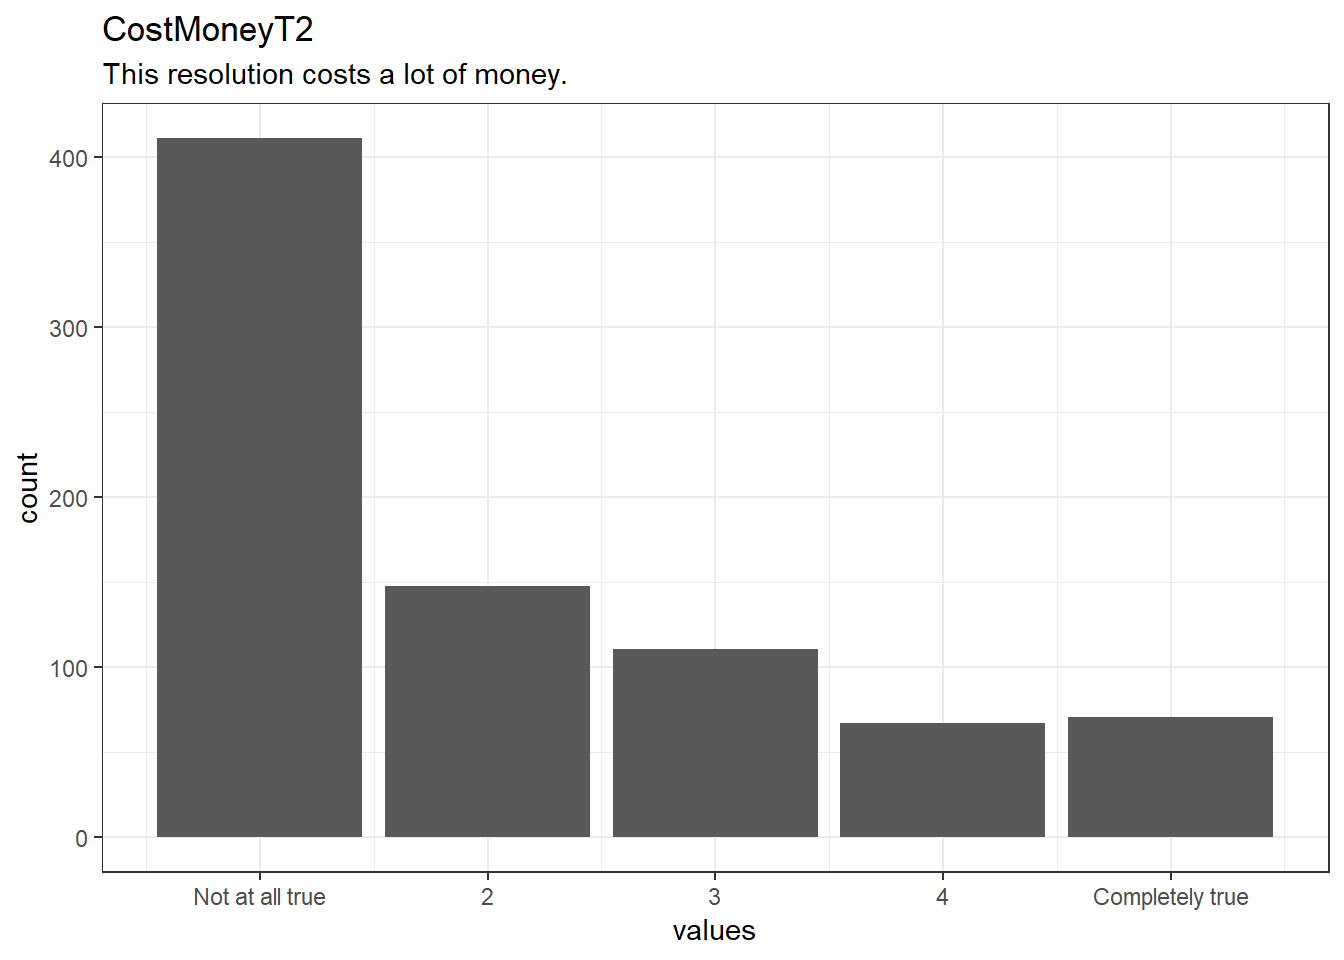 CostMoneyT2
This resolution costs a lot of money.
400
300
200
100
0
count
Not at all true 2 3 4 Completely true
values